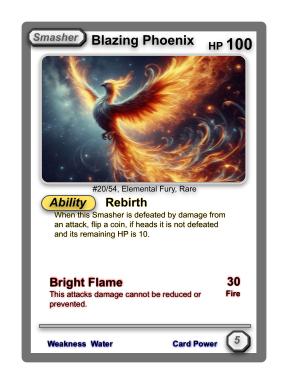 Smasher Blazing Phoenix HP 100
#20/54, Elemental Fury, Rare
Ability Rebirth
When this Smasher is defeated by damage from
an attack, flip a coin, if heads it is not defeated
and its remaining HP is 10.
Bright Flame 30
This attacks damage cannot be reduced or Fire
prevented.
Weakness Water Card Power 5